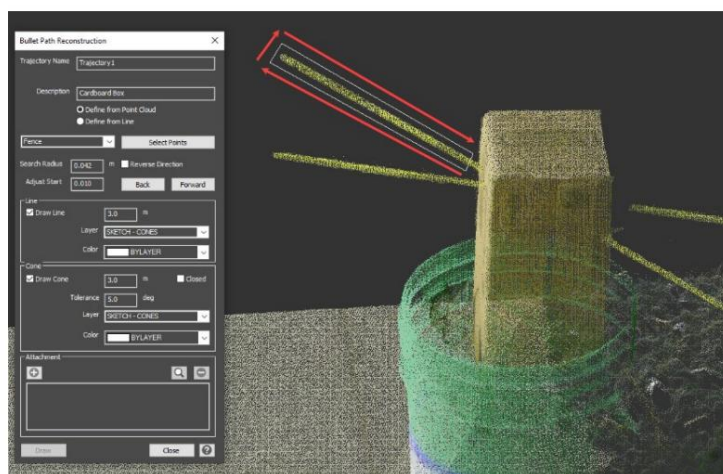 Bullet Path Reconstruction
Trajectory Name Trajectory1
Description Cardboard Box
Define from Point Cloud
Define from Line
Fence Select Points
Search Radius 0.042 m Reverse Direction
Adjust Start 0.010 Back Forward
Line
Draw Line 3.0 m
Layer SKETCH - CONES
Color BYLAYER
Cone
Draw Cone 3.0 m Closed
Tolerance 5.0 deg
Layer SKETCH - CONES
Color BYLAYER
Attachment
Draw Close